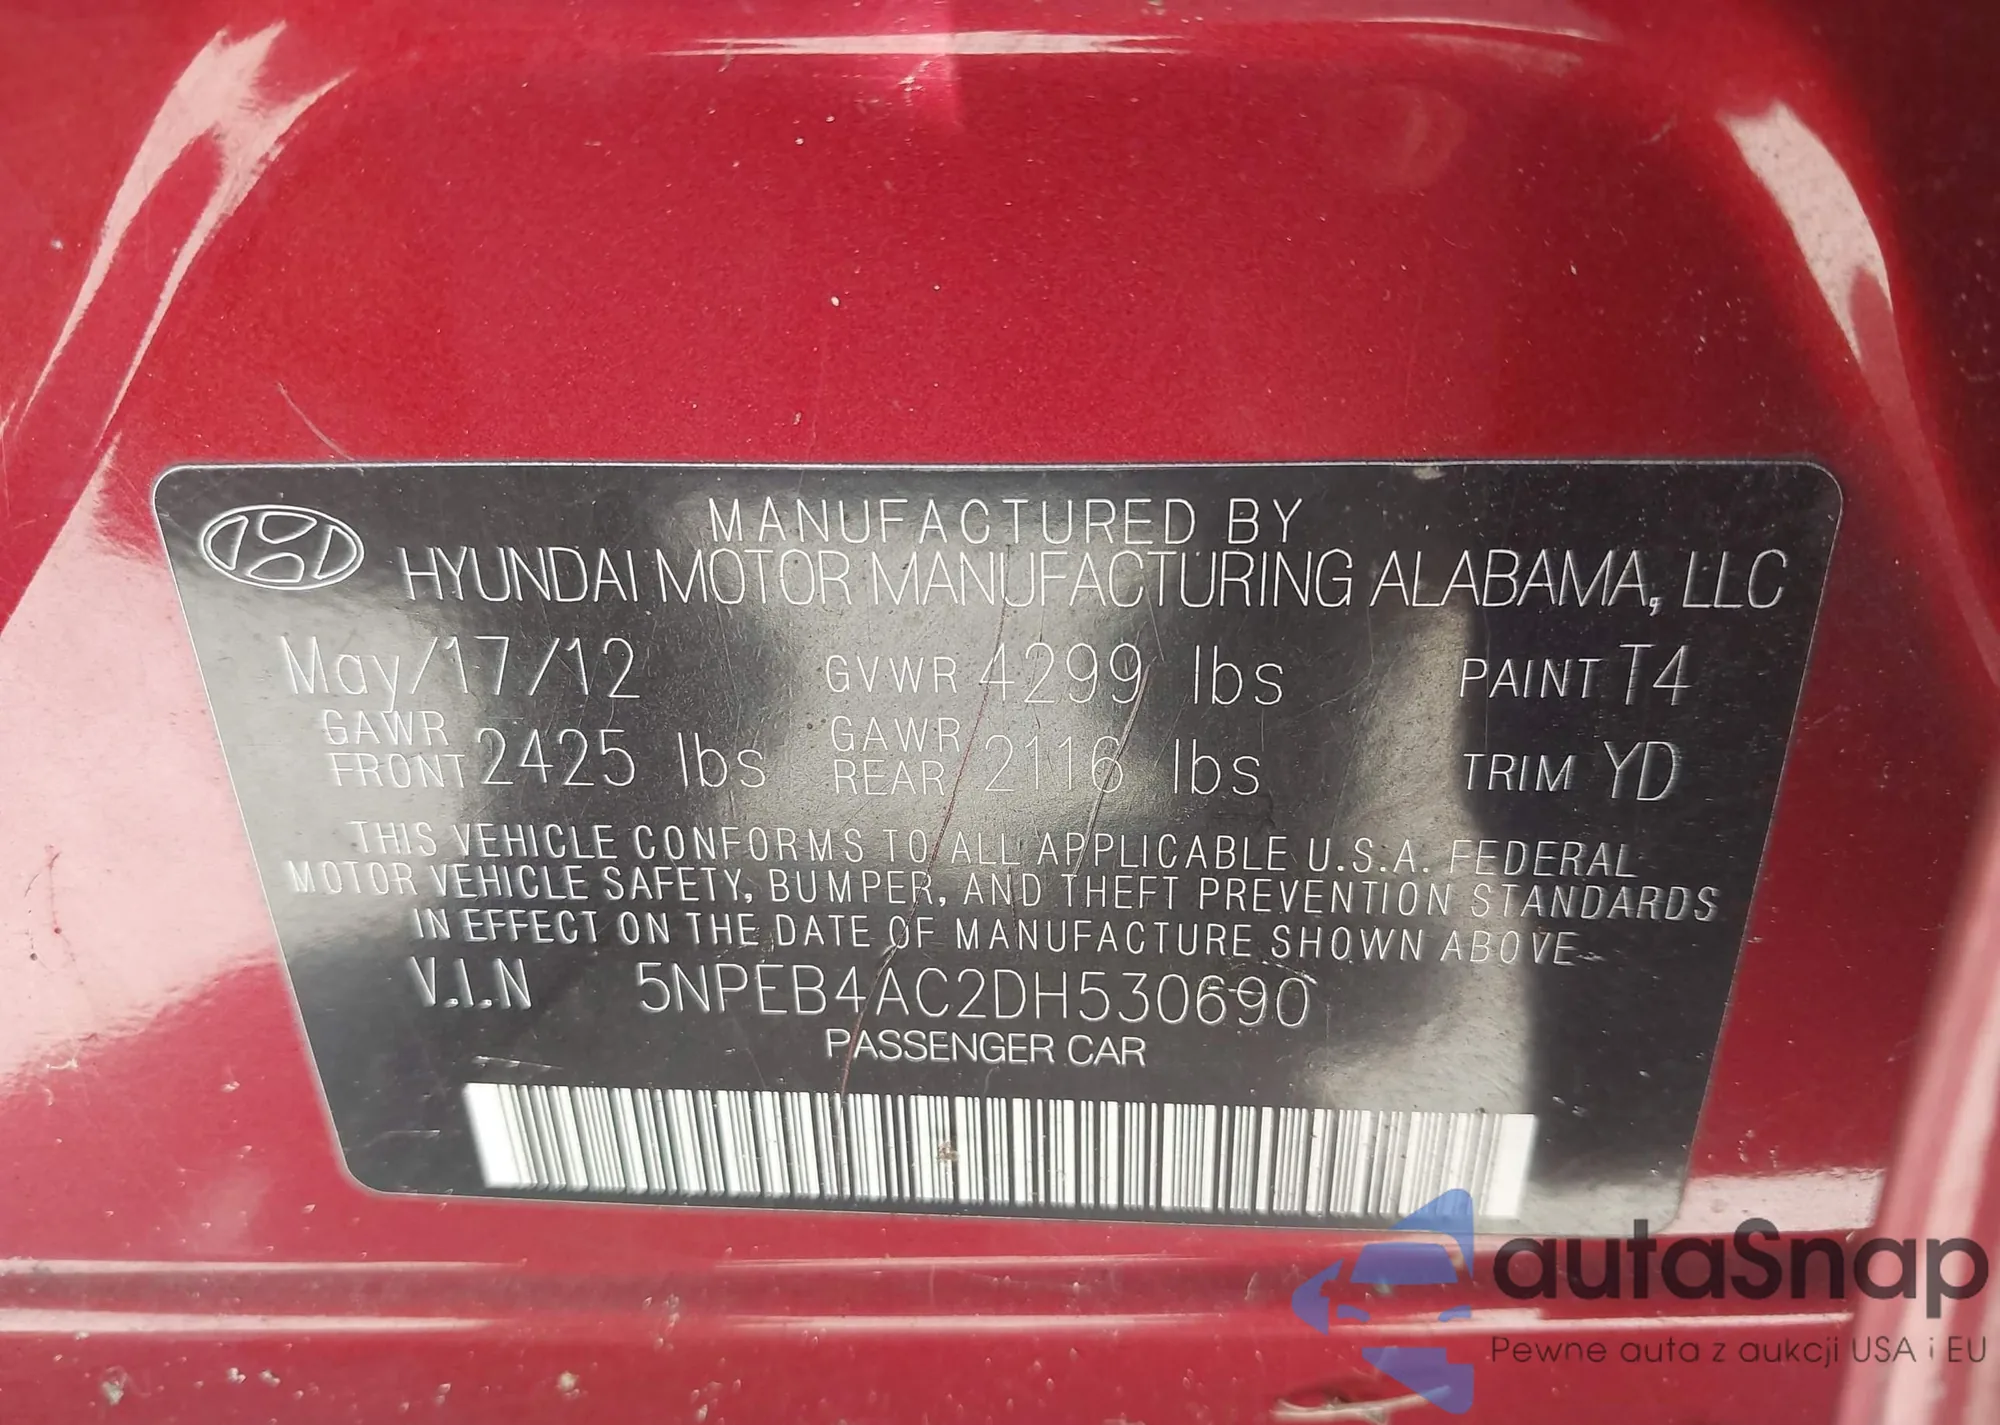 MANUFACTURED BY
HYUNDAI MOTOR MANUFACTURING ALABAMA, LLC
May/17/12 GVWR 4299 lbs PAINT T4
GAWR FRONT 2425 lbs GAWR REAR 2116 lbs TRIM YD
THIS VEHICLE CONFORMS TO ALL APPLICABLE U.S.A. FEDERAL
MOTOR VEHICLE SAFETY, BUMPER, AND THEFT PREVENTION STANDARDS
IN EFFECT ON THE DATE OF MANUFACTURE SHOWN ABOVE
V.I.N 5NPEB4AC2DH530690
PASSENGER CAR
autaSnap
Pewne auta z aukcji USA i EU